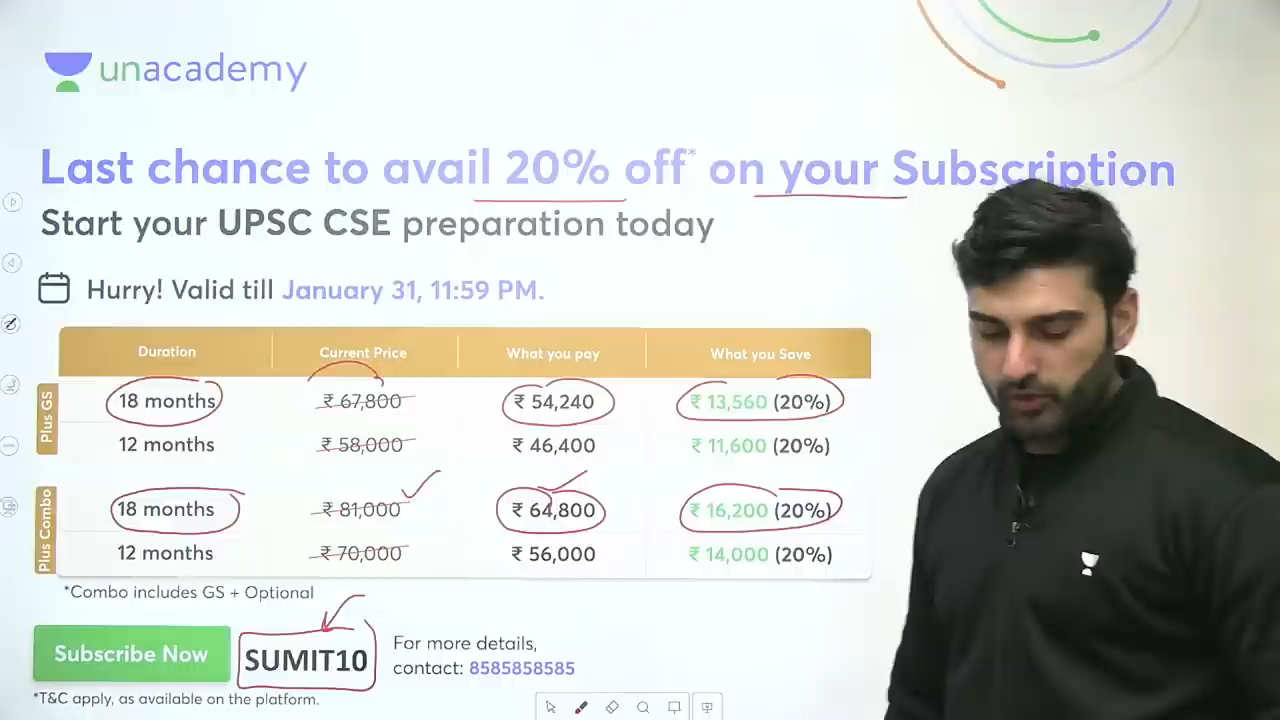 unacademy
Last chance to avail 20% off* on your Subscription
Start your UPSC CSE preparation today
Hurry! Valid till January 31, 11:59 PM.
Duration Current Price What you pay What you Save
Plus GS
18 months ₹ 67,800 ₹ 54,240 ₹ 13,560 (20%)
12 months ₹ 58,000 ₹ 46,400 ₹ 11,600 (20%)
Plus Combo
18 months ₹ 81,000 ₹ 64,800 ₹ 16,200 (20%)
12 months ₹ 70,000 ₹ 56,000 ₹ 14,000 (20%)
*Combo includes GS + Optional
Subscribe Now
SUMIT10
For more details,
contact: 8585858585
*T&C apply, as available on the platform.